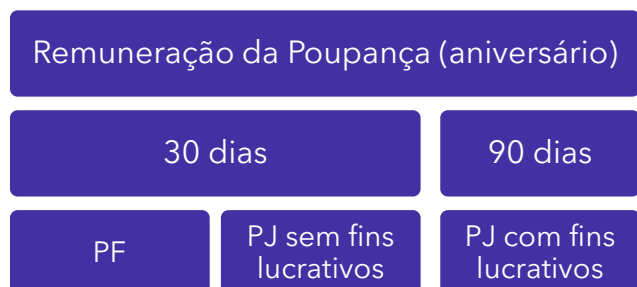 Remuneração da Poupança (aniversário)
30 dias
90 dias
PF
PJ sem fins
lucrativos
PJ com fins
lucrativos